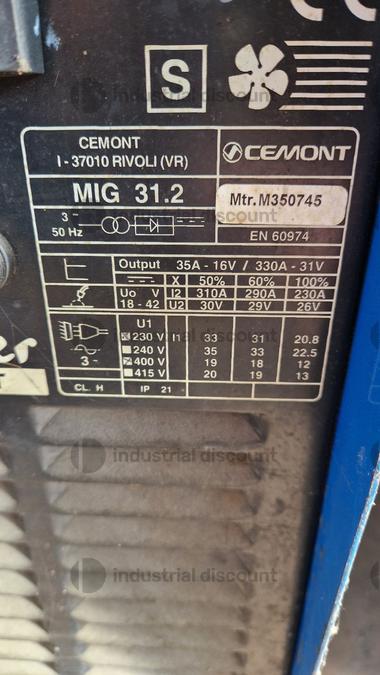 S
CEMONT
I - 37010 RIVOLI (VR)
CEMONT
MIG 31.2
Mtr. M350745
3~
50 Hz
EN 60974
Output 35A - 16V / 330A - 31V
X 50% 60% 100%
Uo V I2 310A 290A 230A
18 - 42 U2 30V 29V 26V
U1
230 V I1 33 31 20.8
240 V 35 33 22.5
3~ 400 V 19 18 12
415 V 20 19 13
CL. H IP 21
industrial discount
industrial discount
industrial discount
industrial discount